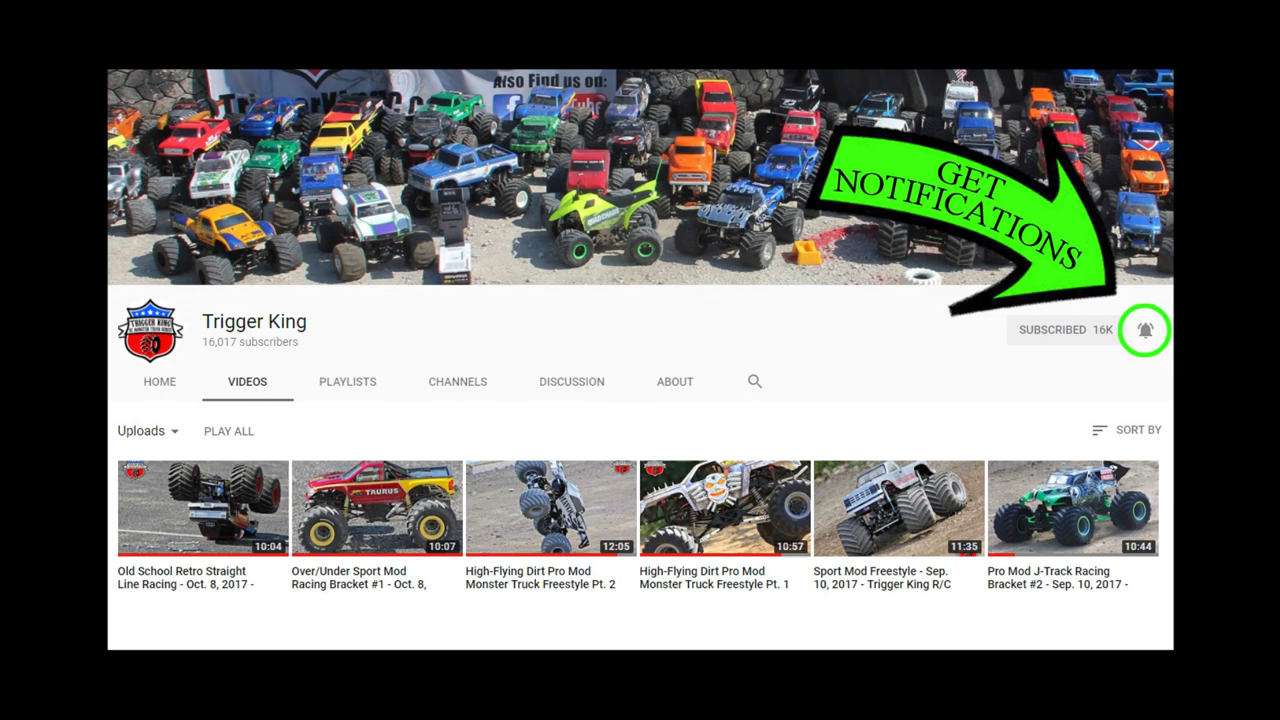 Also Find us on:
GET
NOTIFICATIONS
TRIGGER KING
Trigger King
16,017 subscribers
SUBSCRIBED 16K
HOME
VIDEOS
PLAYLISTS
CHANNELS
DISCUSSION
ABOUT
Uploads
PLAY ALL
SORT BY
TAURUS
10:04
10:07
12:05
10:57
11:35
10:44
Old School Retro Straight
Line Racing - Oct. 8, 2017 -
Over/Under Sport Mod
Racing Bracket #1 - Oct. 8,
High-Flying Dirt Pro Mod
Monster Truck Freestyle Pt. 2
High-Flying Dirt Pro Mod
Monster Truck Freestyle Pt. 1
Sport Mod Freestyle - Sep.
10, 2017 - Trigger King R/C
Pro Mod J-Track Racing
Bracket #2 - Sep. 10, 2017 -